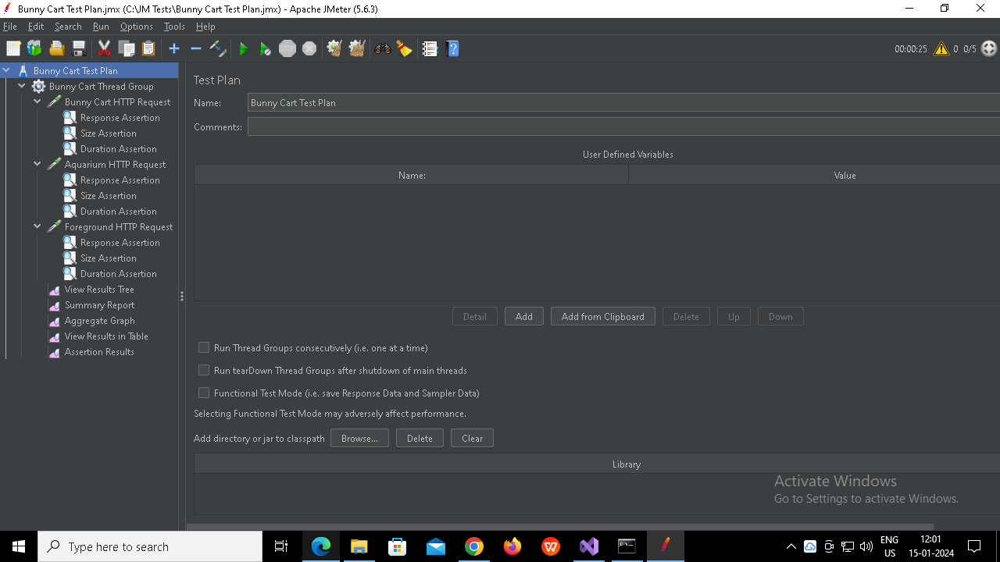 Bunny Cart Test Plan.jmx (C:\JM Tests\Bunny Cart Test Plan.jmx) - Apache JMeter (5.6.3)
File Edit Search Run Options Tools Help
STOP 00:00:25 0 0/5
Bunny Cart Test Plan
Bunny Cart Thread Group
Bunny Cart HTTP Request
Response Assertion
Size Assertion
Duration Assertion
Aquarium HTTP Request
Response Assertion
Size Assertion
Duration Assertion
Foreground HTTP Request
Response Assertion
Size Assertion
Duration Assertion
View Results Tree
Summary Report
Aggregate Graph
View Results in Table
Assertion Results
Test Plan
Name: Bunny Cart Test Plan
Comments:
User Defined Variables
Name: Value
Detail Add Add from Clipboard Delete Up Down
Run Thread Groups consecutively (i.e. one at a time)
Run tearDown Thread Groups after shutdown of main threads
Functional Test Mode (i.e. save Response Data and Sampler Data)
Selecting Functional Test Mode may adversely affect performance.
Add directory or jar to classpath Browse... Delete Clear
Library
Activate Windows
Go to Settings to activate Windows.
Type here to search
ENG
US
12:01
15-01-2024